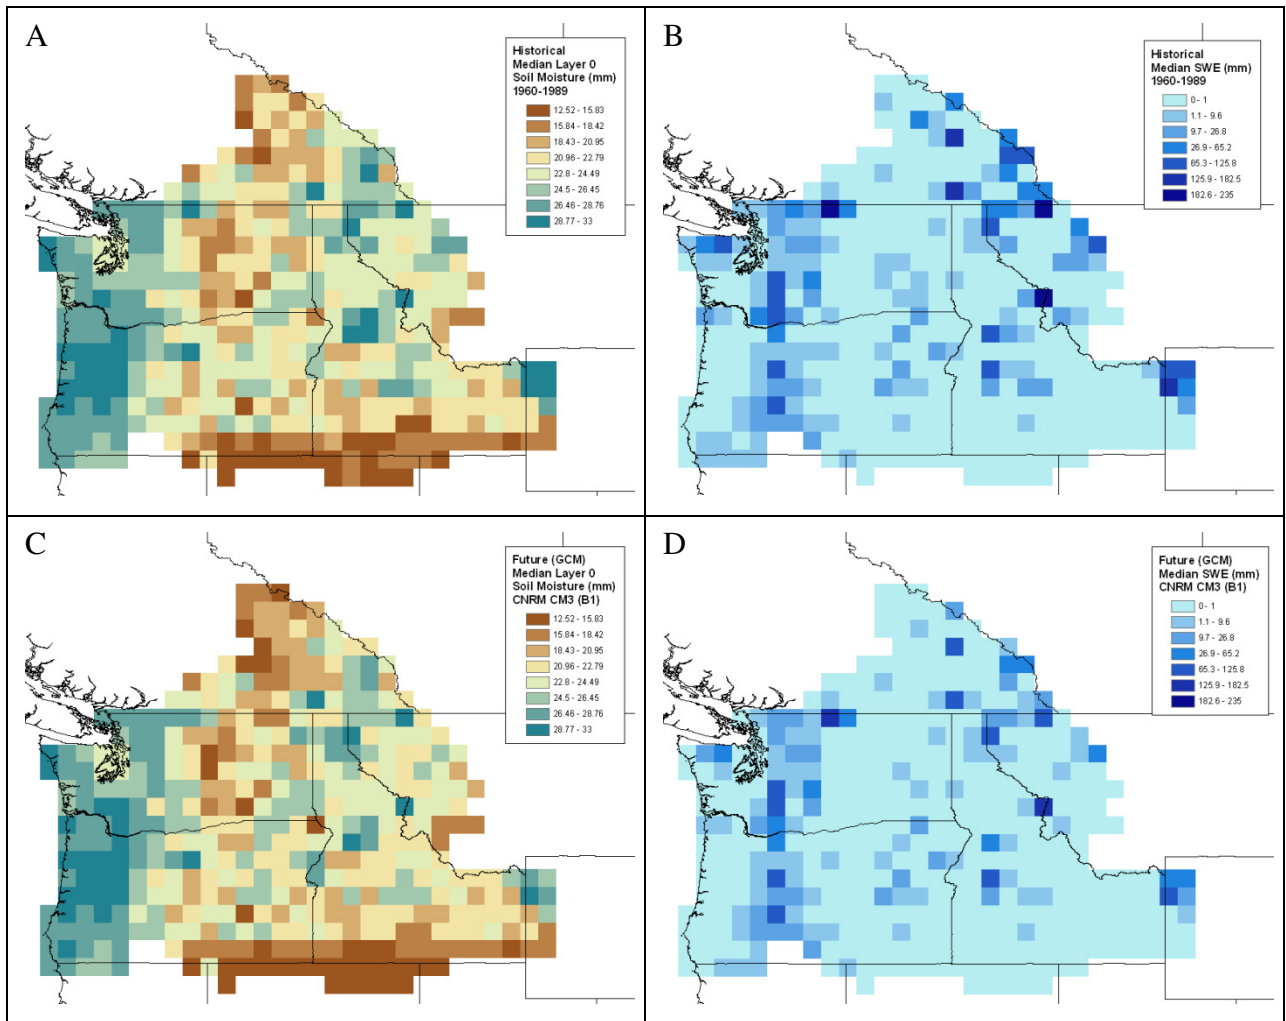 A
Historical
Median Layer 0
Soil Moisture (mm)
1960-1989
12.52 - 15.83
15.84 - 18.42
18.43 - 20.95
20.96 - 22.79
22.8 - 24.49
24.5 - 26.45
26.46 - 28.76
28.77 - 33
B
Historical
Median SWE (mm)
1960-1989
0 - 1
1.1 - 9.6
9.7 - 26.8
26.9 - 65.2
65.3 - 125.8
125.9 - 182.5
182.6 - 235
C
Future (GCM)
Median Layer 0
Soil Moisture (mm)
CNRM CM3 (B1)
12.52 - 15.83
15.84 - 18.42
18.43 - 20.95
20.96 - 22.79
22.8 - 24.49
24.5 - 26.45
26.46 - 28.76
28.77 - 33
D
Future (GCM)
Median SWE (mm)
CNRM CM3 (B1)
0 - 1
1.1 - 9.6
9.7 - 26.8
26.9 - 65.2
65.3 - 125.8
125.9 - 182.5
182.6 - 235